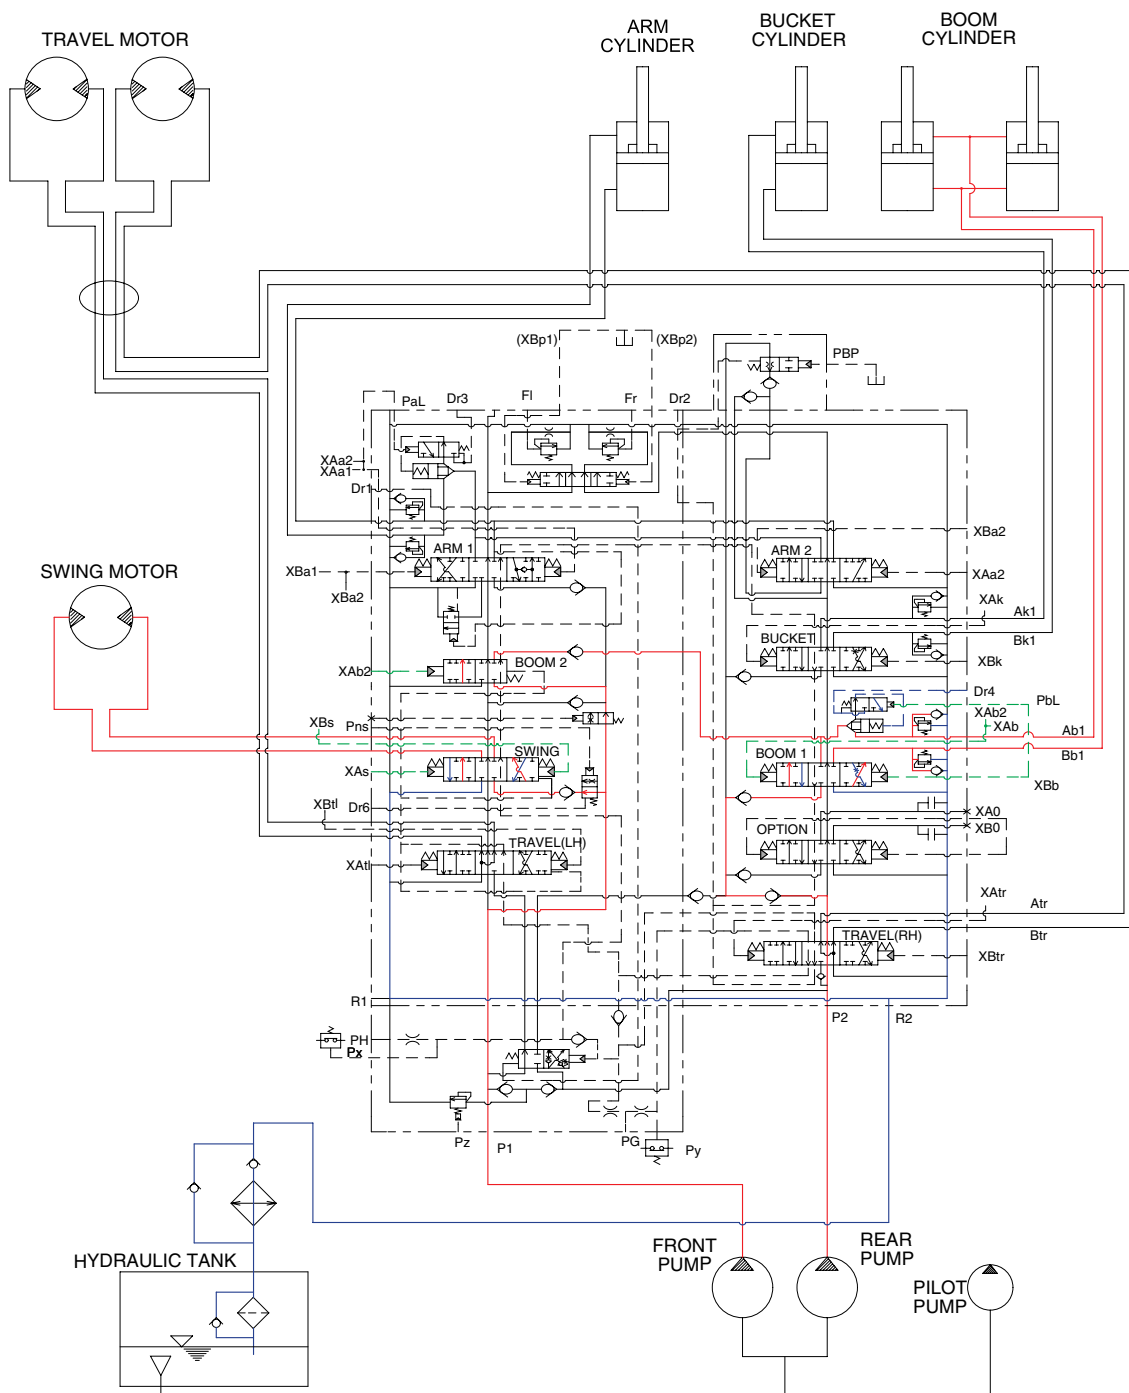 TRAVEL MOTOR
ARM
CYLINDER
BUCKET
CYLINDER
BOOM
CYLINDER
(XBp1)
(XBp2)
PBP
PaL
Dr3
Fl
Fr
Dr2
XAa2
XAa1
Dr1
XBa2
ARM 1
ARM 2
SWING MOTOR
XBa1
XBa2
XAa2
XAk
Ak1
BUCKET
Bk1
XAb2
BOOM 2
XBk
Dr4
PbL
XBs
Pns
XAb2
XAb
Ab1
SWING
BOOM 1
Bb1
XAs
XBb
XBtl
Dr6
XA0
XB0
OPTION
TRAVEL(LH)
XAtl
XAtr
Atr
TRAVEL(RH)
Btr
XBtr
R1
P2
R2
PH
Px
Pz
P1
PG
Py
HYDRAULIC TANK
FRONT
PUMP
REAR
PUMP
PILOT
PUMP